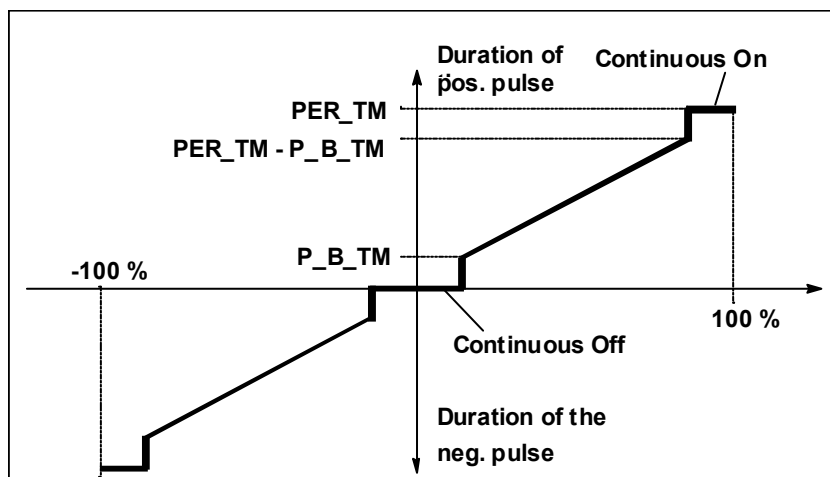 Duration of
pos. pulse
Continuous On
PER_TM
PER_TM - P_B_TM
P_B_TM
-100 %
100 %
Continuous Off
Duration of the
neg. pulse